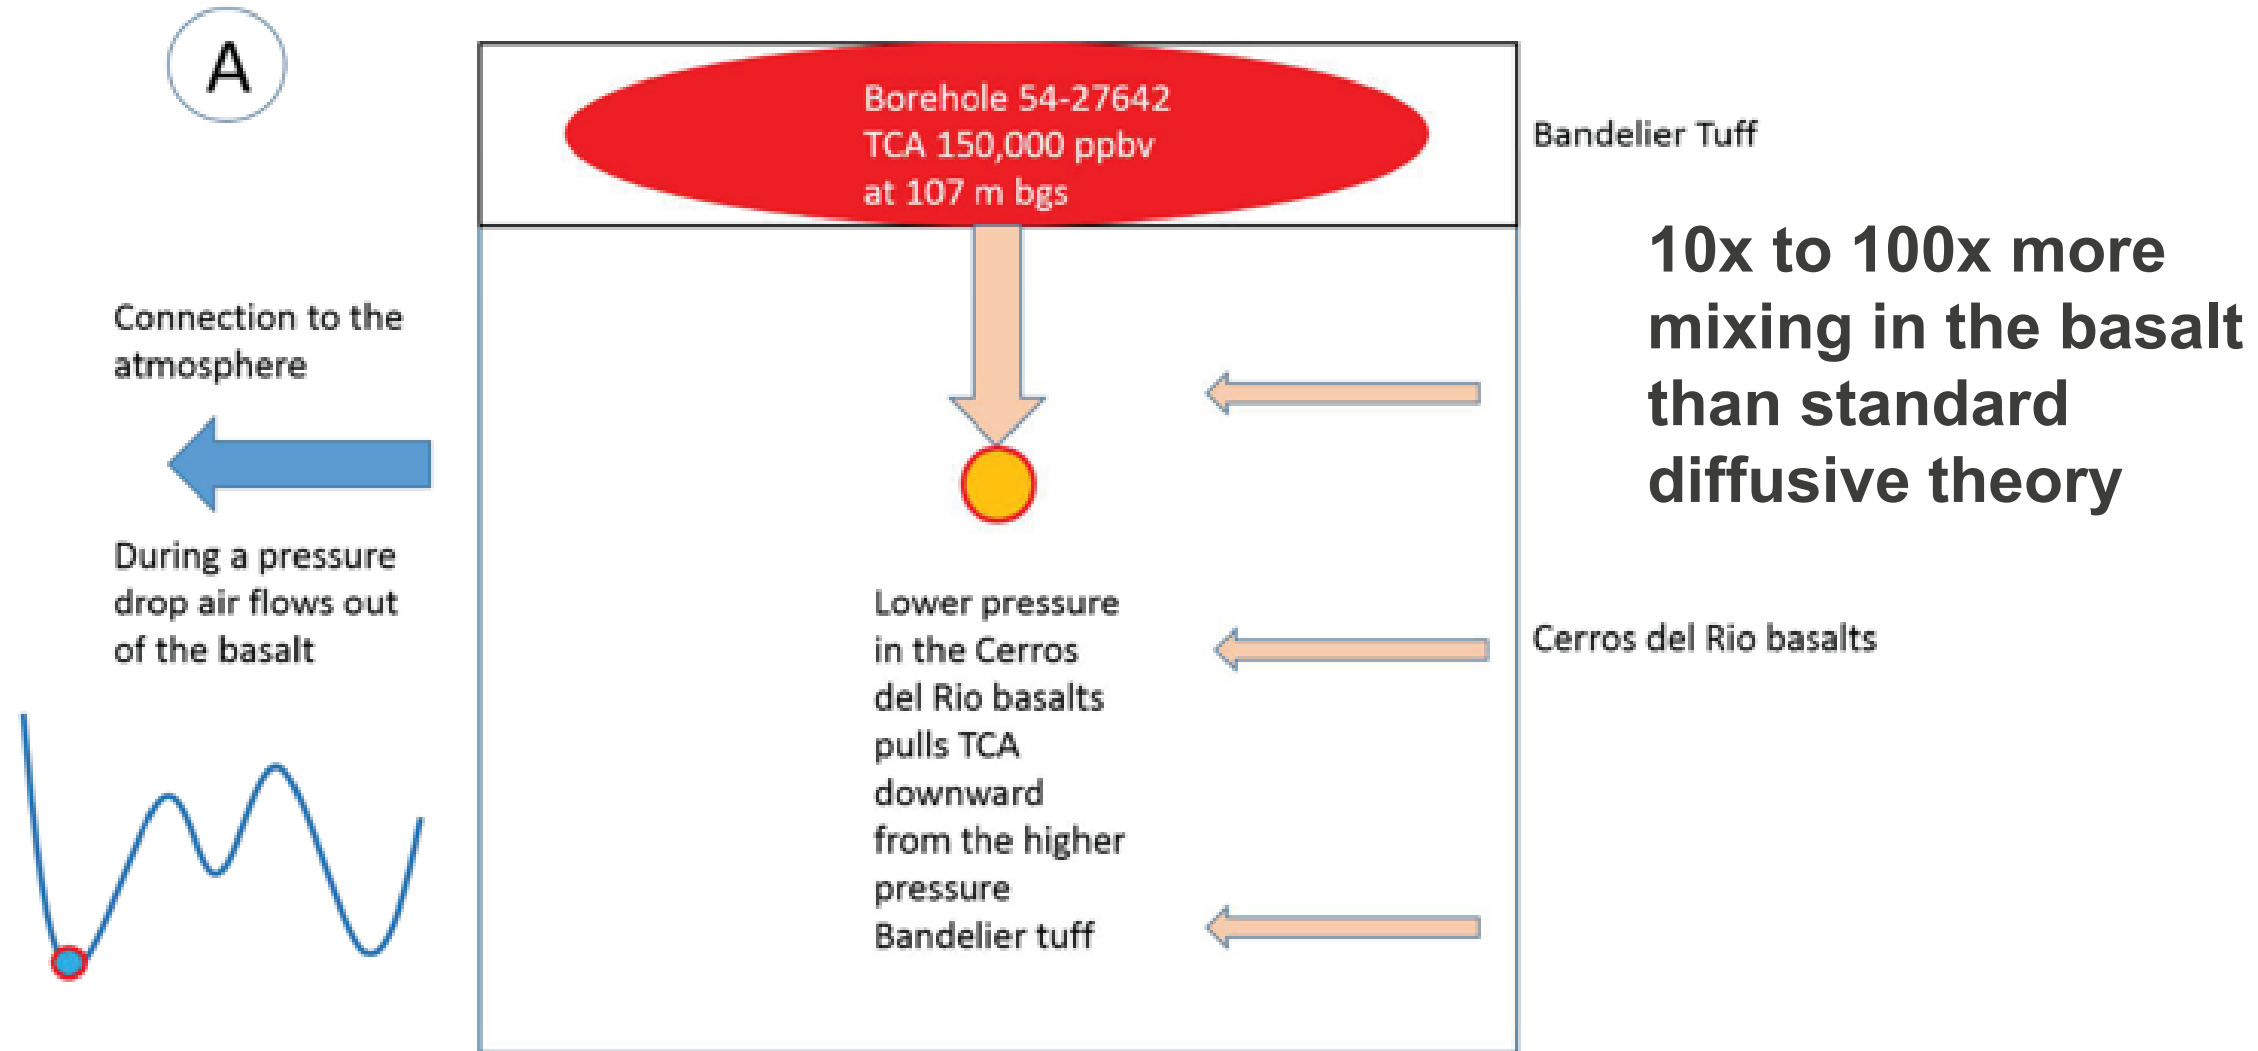 A
Borehole 54-27642
TCA 150,000 ppbv
at 107 m bgs
Bandelier Tuff
10x to 100x more
mixing in the basalt
than standard
diffusive theory
Connection to the
atmosphere
During a pressure
drop air flows out
of the basalt
Lower pressure
in the Cerros
del Rio basalts
pulls TCA
downward
from the higher
pressure
Bandelier tuff
Cerros del Rio basalts